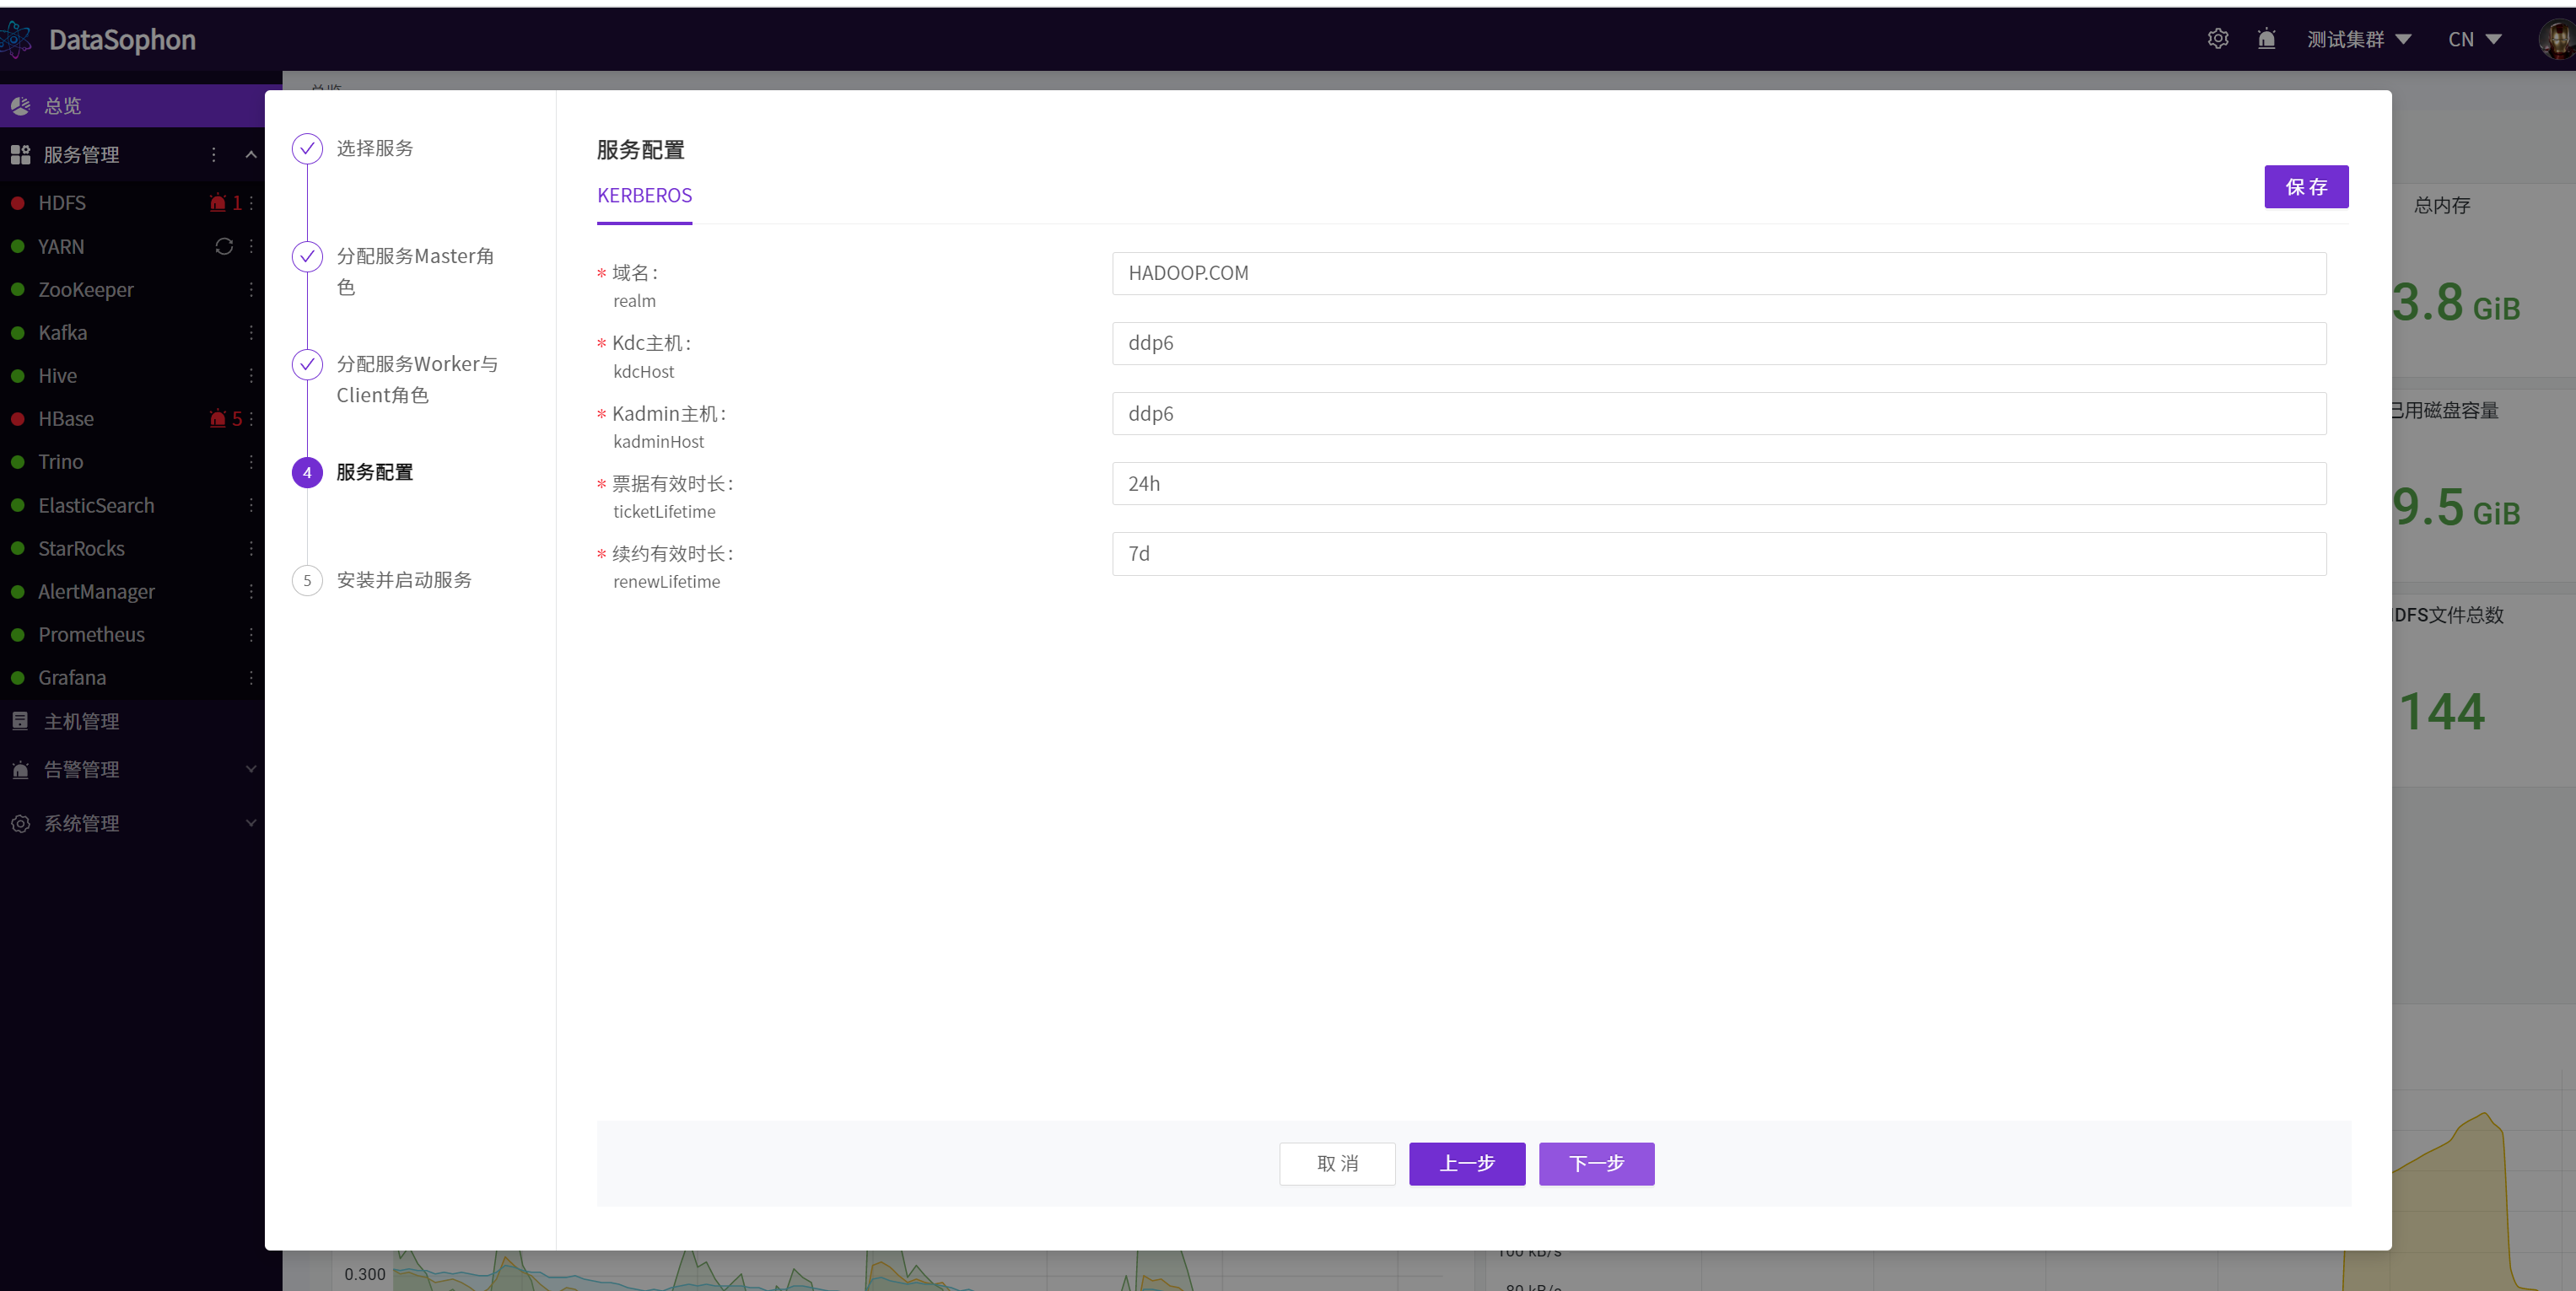 DataSophon
测试集群
CN
总览
服务管理
HDFS
1
YARN
ZooKeeper
Kafka
Hive
HBase
5
Trino
ElasticSearch
StarRocks
AlertManager
Prometheus
Grafana
主机管理
告警管理
系统管理
总览
选择服务
分配服务Master角
色
分配服务Worker与
Client角色
4
服务配置
5
安装并启动服务
服务配置
KERBEROS
保 存
* 域名:
realm
HADOOP.COM
* Kdc主机:
kdcHost
ddp6
* Kadmin主机:
kadminHost
ddp6
* 票据有效时长:
ticketLifetime
24h
* 续约有效时长:
renewLifetime
7d
取 消
上一步
下一步
总内存
3.8 GiB
已用磁盘容量
9.5 GiB
DFS文件总数
144
0.300
100 kB/s
80 kB/s